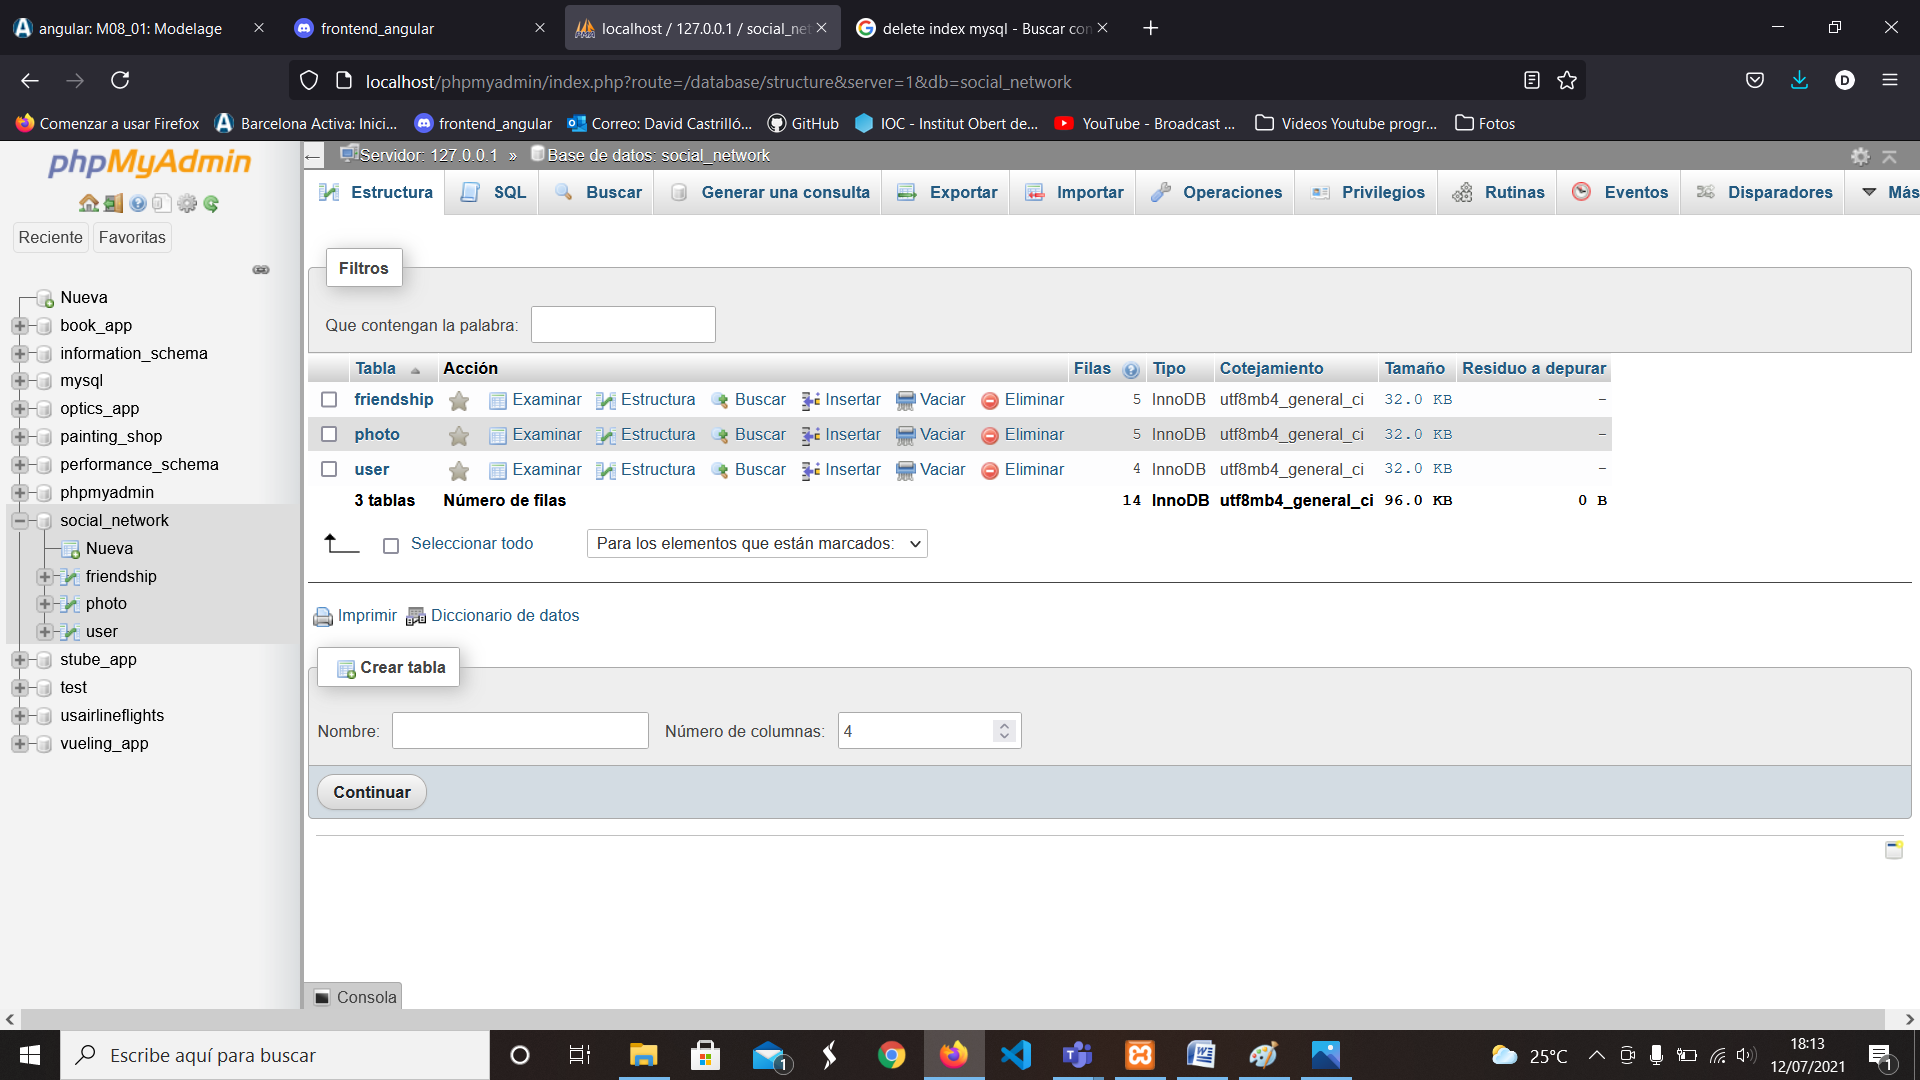 angular: M08_01: Modelage
frontend_angular
localhost / 127.0.0.1 / social_net
delete index mysql - Buscar con
localhost/phpmyadmin/index.php?route=/database/structure&server=1&db=social_network
D
Comenzar a usar Firefox
Barcelona Activa: Inici...
frontend_angular
Correo: David Castrilló...
GitHub
IOC - Institut Obert de...
YouTube - Broadcast ...
Videos Youtube progr...
Fotos
phpMyAdmin
Reciente Favoritas
Nueva
book_app
information_schema
mysql
optics_app
painting_shop
performance_schema
phpmyadmin
social_network
Nueva
friendship
photo
user
stube_app
test
usairlineflights
vueling_app
Servidor: 127.0.0.1 » Base de datos: social_network
Estructura SQL Buscar Generar una consulta Exportar Importar Operaciones Privilegios Rutinas Eventos Disparadores Más
Filtros
Que contengan la palabra:
Tabla Acción Filas Tipo Cotejamiento Tamaño Residuo a depurar
friendship Examinar Estructura Buscar Insertar Vaciar Eliminar 5 InnoDB utf8mb4_general_ci 32.0 KB -
photo Examinar Estructura Buscar Insertar Vaciar Eliminar 5 InnoDB utf8mb4_general_ci 32.0 KB -
user Examinar Estructura Buscar Insertar Vaciar Eliminar 4 InnoDB utf8mb4_general_ci 32.0 KB -
3 tablas Número de filas 14 InnoDB utf8mb4_general_ci 96.0 KB 0 B
Seleccionar todo Para los elementos que están marcados:
Imprimir Diccionario de datos
Crear tabla
Nombre: Número de columnas: 4
Continuar
Consola
Escribe aquí para buscar
1
25°C
18:13
12/07/2021
1